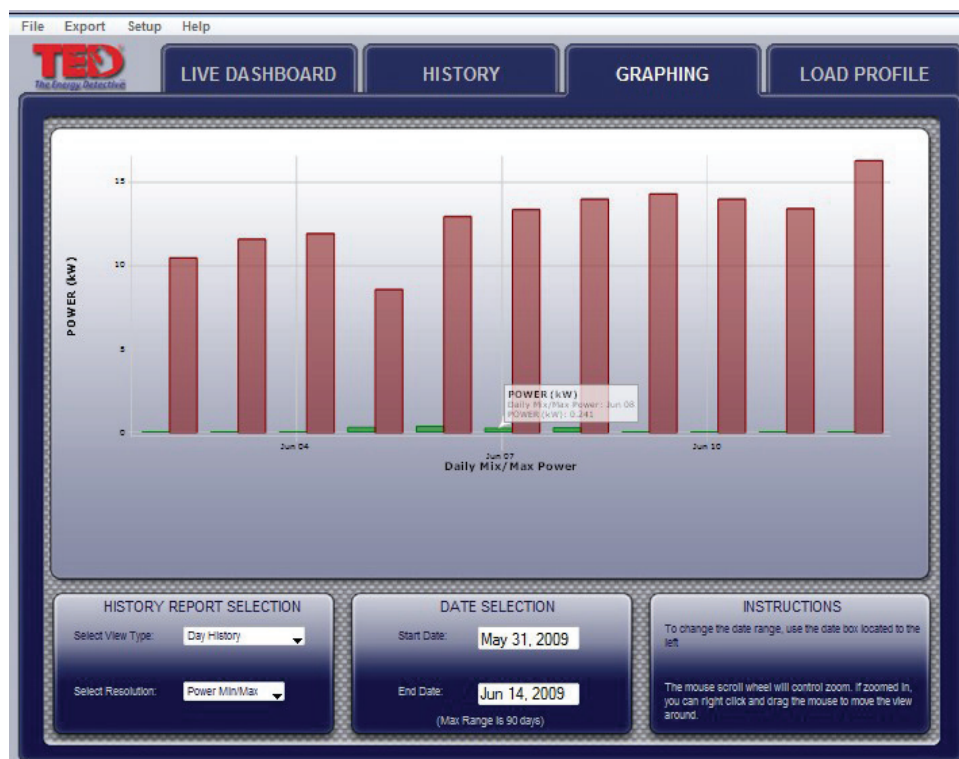 File Export Setup Help
TED
The Energy Detective
LIVE DASHBOARD
HISTORY
GRAPHING
LOAD PROFILE
POWER (kW)
15
10
5
0
POWER (kW)
Daily Mix/Max Power: Jun 08
POWER (kW): 0.241
Jun 04
Jun 07
Jun 10
Daily Mix/Max Power
HISTORY REPORT SELECTION
Select View Type: Day History
Select Resolution: Power Min/Max
DATE SELECTION
Start Date: May 31, 2009
End Date: Jun 14, 2009
(Max Range is 90 days)
INSTRUCTIONS
To change the date range, use the date box located to the
left
The mouse scroll wheel will control zoom. If zoomed in,
you can right click and drag the mouse to move the view
around.